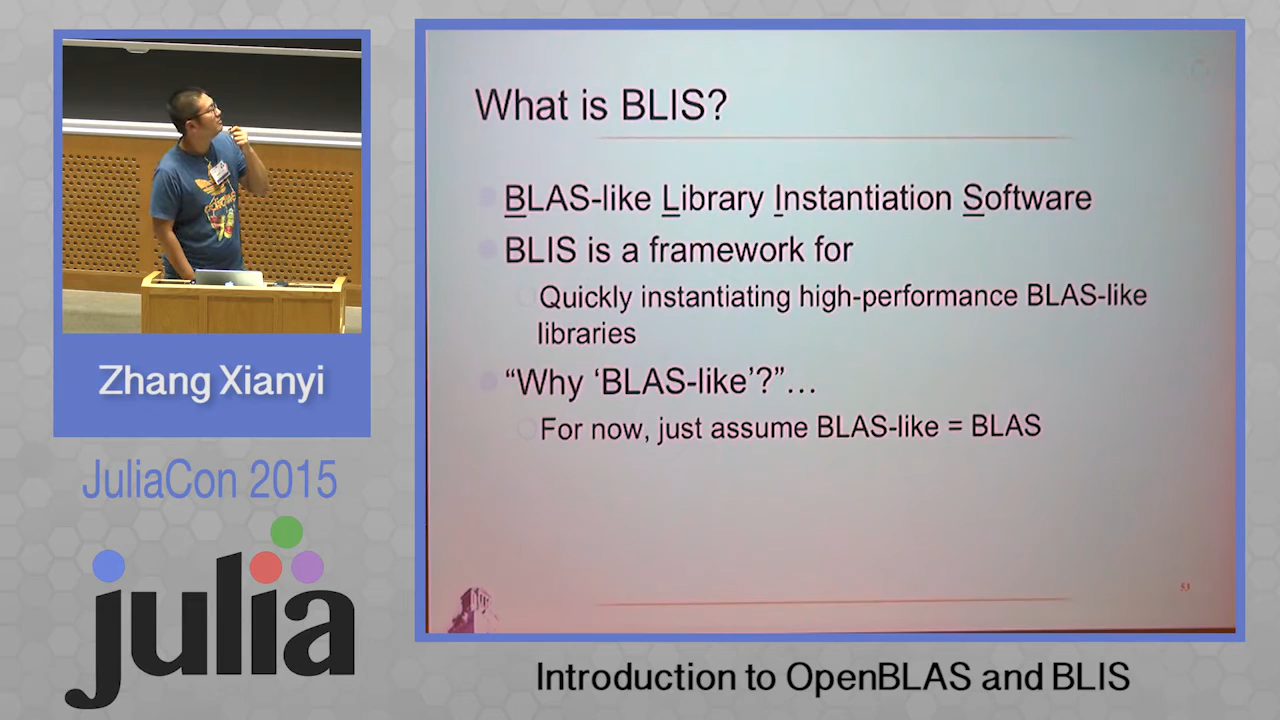 What is BLIS?
BLAS-like Library Instantiation Software
BLIS is a framework for
Quickly instantiating high-performance BLAS-like
libraries
“Why ‘BLAS-like’?”…
For now, just assume BLAS-like = BLAS
53
Zhang Xianyi
JuliaCon 2015
julia
Introduction to OpenBLAS and BLIS